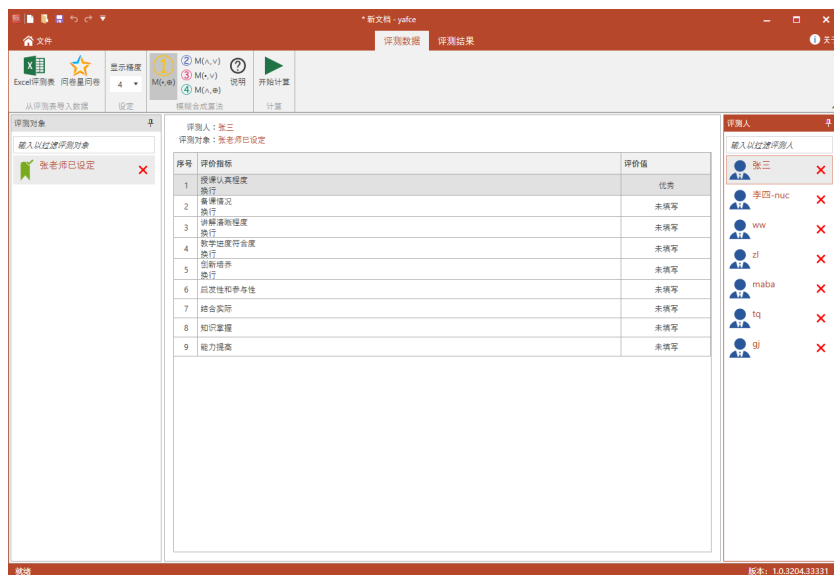 * 新文档 - yafce
文件
评测数据
评测结果
Excel评测表
问卷星问卷
从评测表导入数据
显示精度
4
设定
① M(•,⊕)
② M(∧,∨)
③ M(•,∨)
④ M(∧,⊕)
说明
模糊合成算法
开始计算
计算
评测对象
输入以过滤评测对象
张老师已设定
评测人：张三
评测对象：张老师已设定
序号 评价指标 评价值
1 授课认真程度 换行 优秀
2 备课情况 换行 未填写
3 讲解清晰程度 换行 未填写
4 教学进度符合度 换行 未填写
5 创新培养 换行 未填写
6 启发性和参与性 未填写
7 结合实际 未填写
8 知识掌握 未填写
9 能力提高 未填写
评测人
输入以过滤评测人
张三
李四-nuc
ww
zl
maba
tq
gj
就绪
版本：1.0.3204.33331